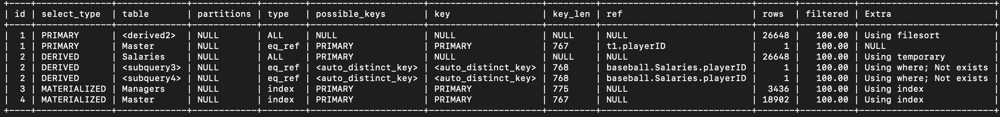 +----+--------------+-------------+------------+--------+---------------------+---------------------+---------+----------------------------+-------+----------+-------------------------+
| id | select_type  | table       | partitions | type   | possible_keys       | key                 | key_len | ref                        | rows  | filtered | Extra                   |
+----+--------------+-------------+------------+--------+---------------------+---------------------+---------+----------------------------+-------+----------+-------------------------+
|  1 | PRIMARY      | <derived2>  | NULL       | ALL    | NULL                | NULL                | NULL    | NULL                       | 26648 |   100.00 | Using filesort          |
|  1 | PRIMARY      | Master      | NULL       | eq_ref | PRIMARY             | PRIMARY             | 767     | t1.playerID                |     1 |   100.00 | NULL                    |
|  2 | DERIVED      | Salaries    | NULL       | ALL    | PRIMARY             | NULL                | NULL    | NULL                       | 26648 |   100.00 | Using temporary         |
|  2 | DERIVED      | <subquery3> | NULL       | eq_ref | <auto_distinct_key> | <auto_distinct_key> | 768     | baseball.Salaries.playerID |     1 |   100.00 | Using where; Not exists |
|  2 | DERIVED      | <subquery4> | NULL       | eq_ref | <auto_distinct_key> | <auto_distinct_key> | 768     | baseball.Salaries.playerID |     1 |   100.00 | Using where; Not exists |
|  3 | MATERIALIZED | Managers    | NULL       | index  | PRIMARY             | PRIMARY             | 775     | NULL                       |  3436 |   100.00 | Using index             |
|  4 | MATERIALIZED | Master      | NULL       | index  | PRIMARY             | PRIMARY             | 767     | NULL                       | 18902 |   100.00 | Using index             |
+----+--------------+-------------+------------+--------+---------------------+---------------------+---------+----------------------------+-------+----------+-------------------------+